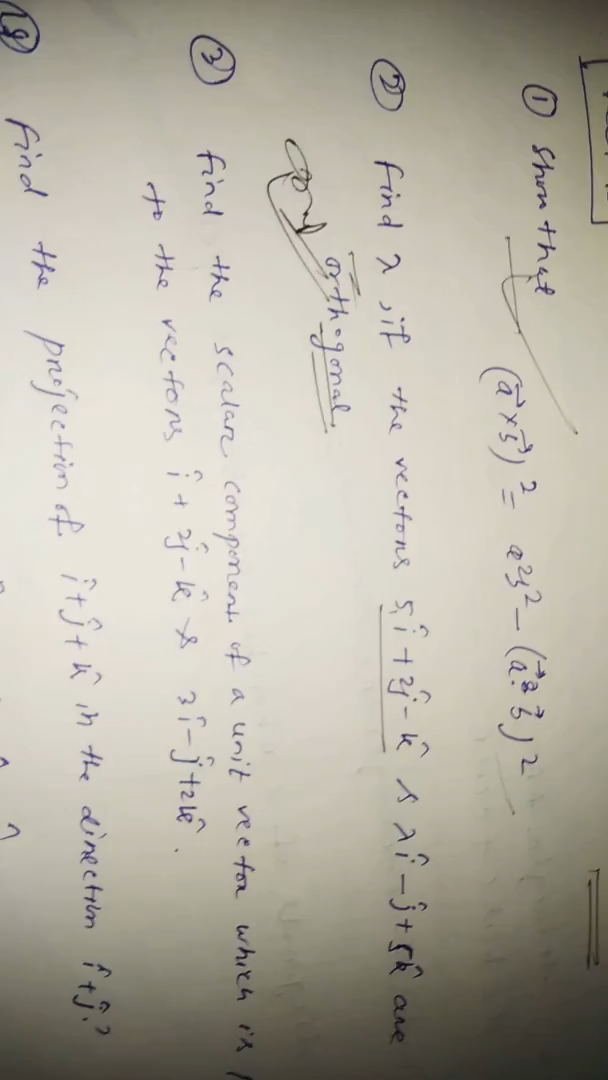 ① Show that
(a⃗ × b⃗)² = a²b² − (a⃗.b⃗)²
② find λ, if the vectors 5î + 2ĵ − k̂ & λî − ĵ + 5k̂ are
orthogonal
③ find the scalar component of a unit vector which is
to the vectors î + 2ĵ − k̂ & 3î − ĵ + 2k̂.
find the projection of î + ĵ + k̂ in the direction î + ĵ?